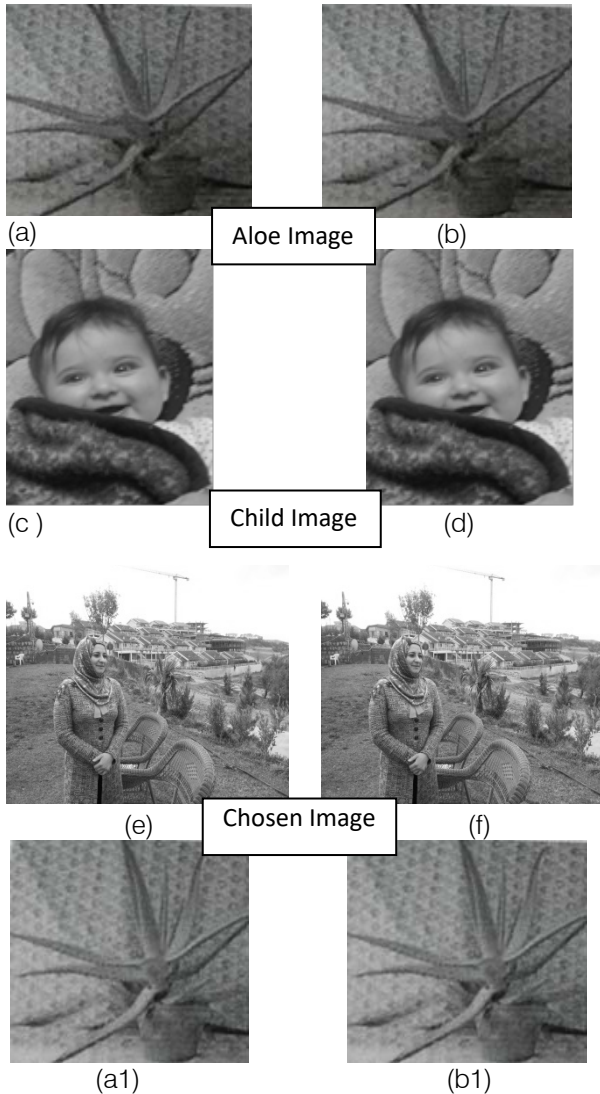 (a)
Aloe Image
(b)
(c )
Child Image
(d)
(e)
Chosen Image
(f)
(a1)
(b1)